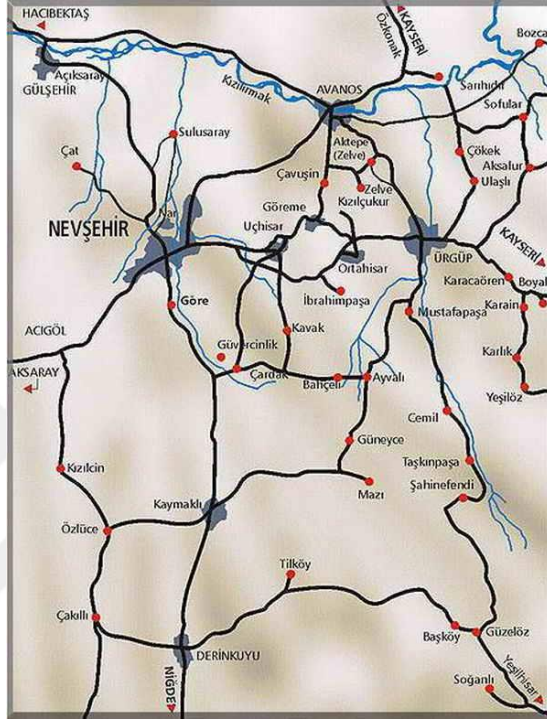 HACIBEKTAŞ
KAYSERİ
Özkonak
Bozca
Açıksaray
GÜLŞEHİR
Kızılırmak
AVANOS
Sarıhıdır
Sofular
Sulusaray
Çat
Aktepe
(Zelve)
Çökek
Aksalur
Çavuşin
Zelve
Ulaşlı
Kızılçukur
Göreme
Nar
NEVŞEHİR
Uçhisar
KAYSERİ
Ortahisar
ÜRGÜP
Karacaören
Boyal
Göre
İbrahimpaşa
Karain
Mustafapaşa
ACIGÖL
Kavak
Güvercinlik
Karlık
AKSARAY
Çardak
Bahçeli
Ayvalı
Yeşilöz
Cemil
Güneyce
Taşkınpaşa
Kızılcin
Şahinefendi
Mazı
Kaymaklı
Özlüce
Tilköy
Çakıllı
Başköy
Güzelöz
DERİNKUYU
Yeşilhisar
Soğanlı
NİĞDE